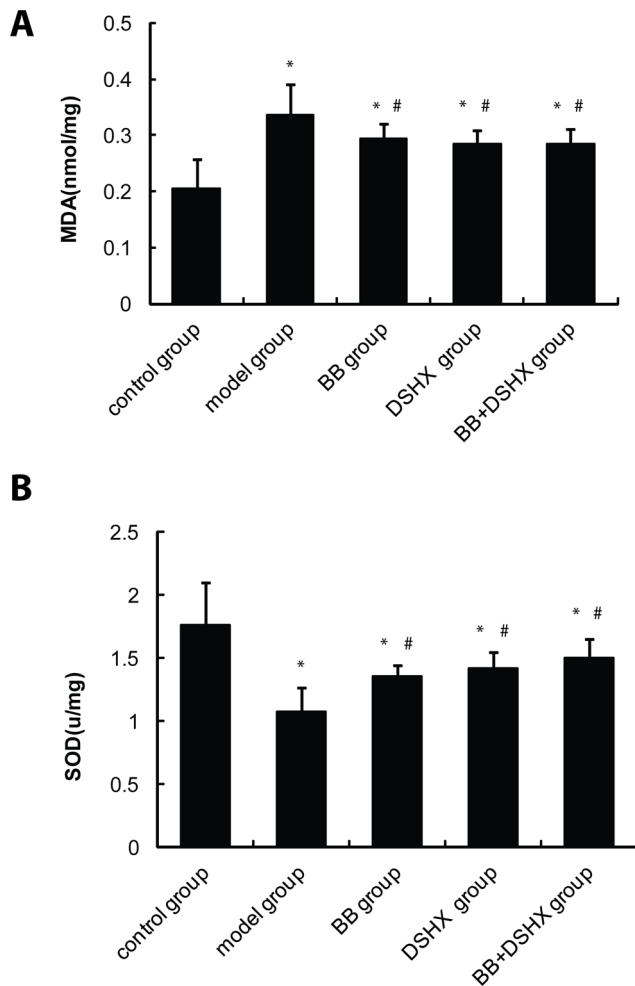 A
0.5
0.4
0.3
0.2
0.1
0
MDA(nmol/mg)
*
* #
* #
* #
control group
model group
BB group
DSHX group
BB+DSHX group
B
2.5
2
1.5
1
0.5
0
SOD(u/mg)
*
* #
* #
* #
control group
model group
BB group
DSHX group
BB+DSHX group